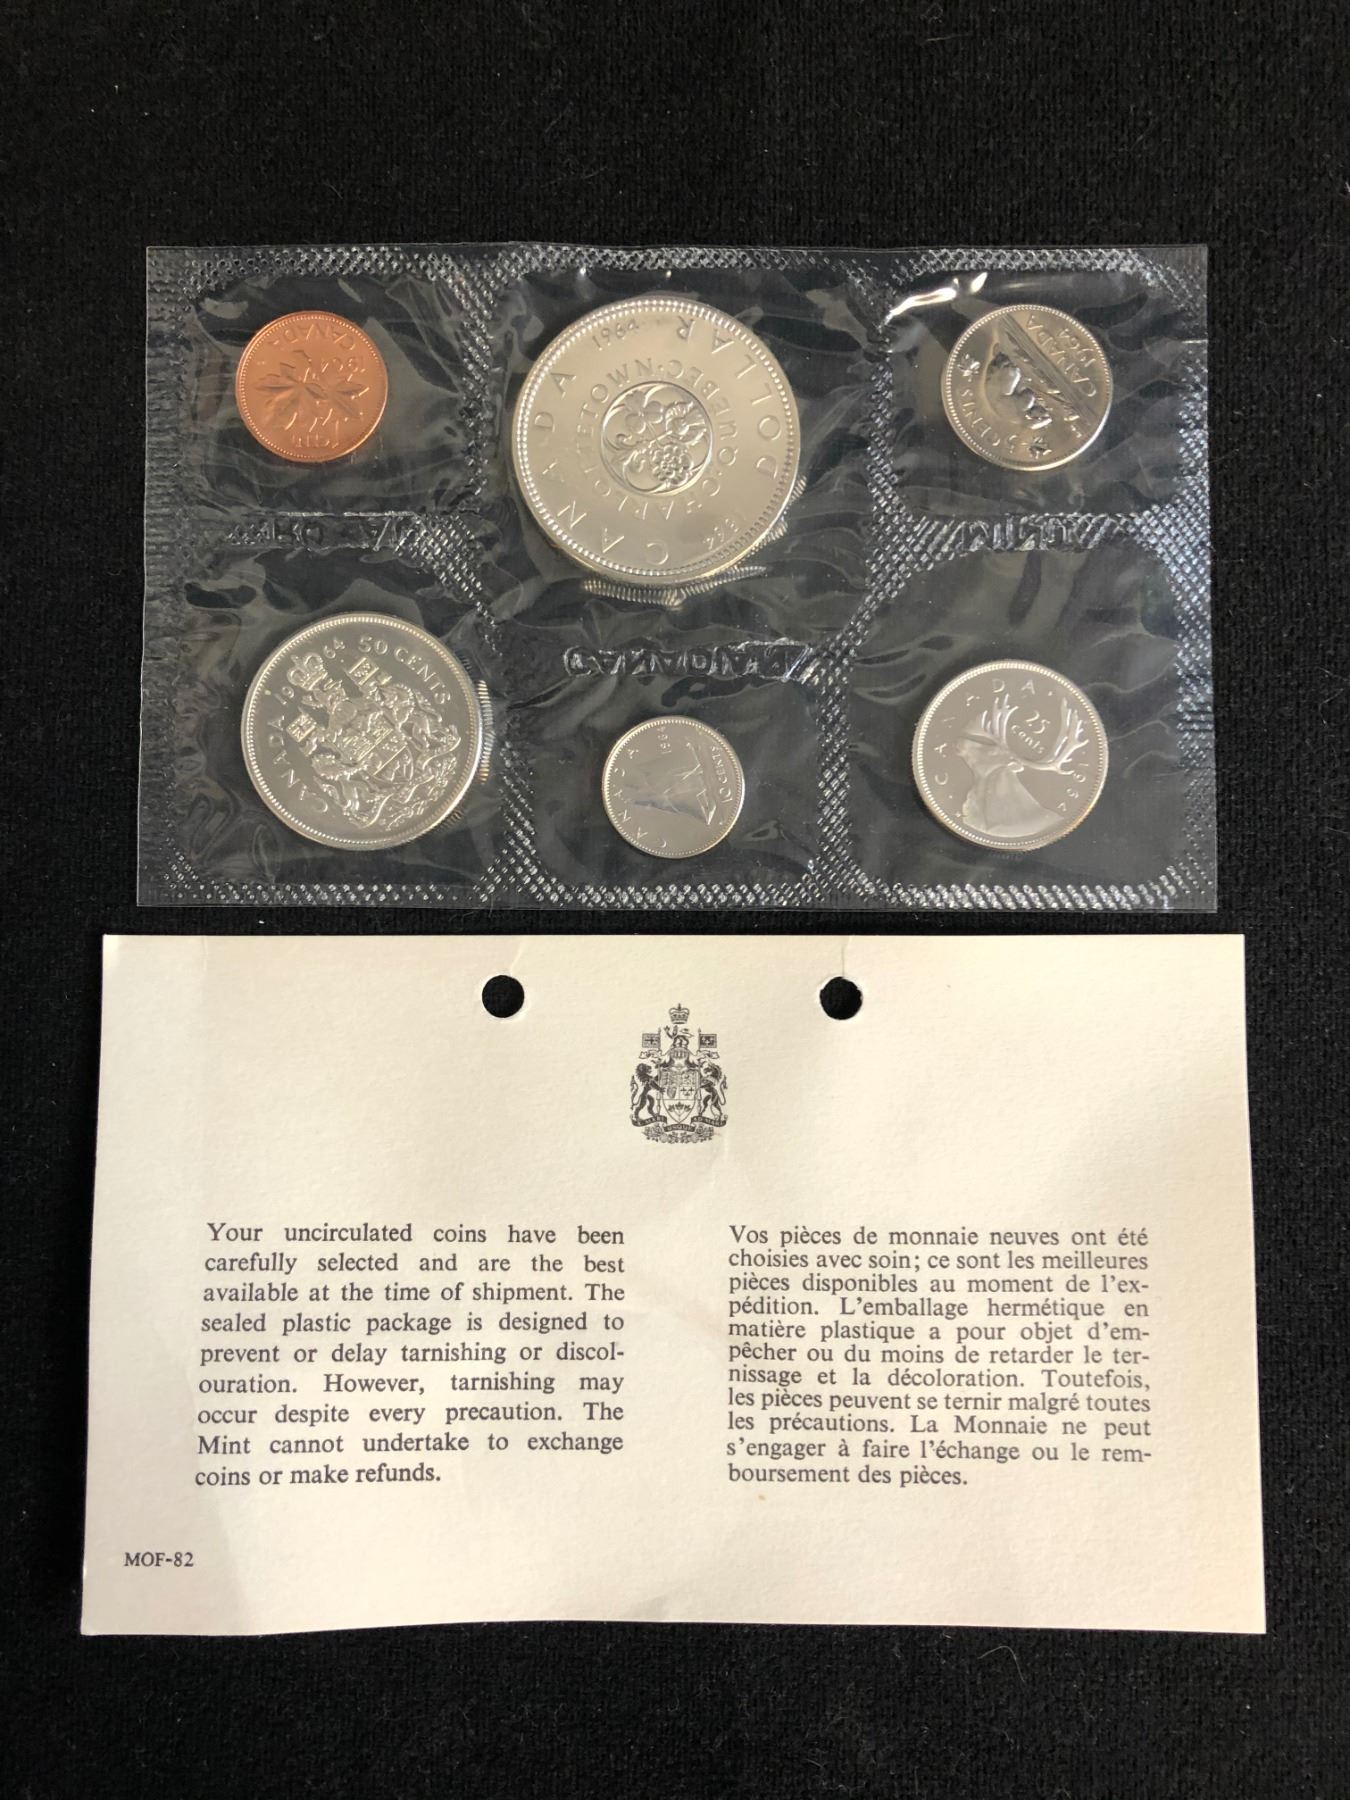 1964
CANADA
1 CENT
1964
CANADA DOLLAR
CHARLOTTETOWN·QUEBEC·
1864
CANADA
1964
5 CENTS
CANADA 1964 50 CENTS
CANADA
1964
10 CENTS
CANADA·1964
25
cents
Your uncirculated coins have been
carefully selected and are the best
available at the time of shipment. The
sealed plastic package is designed to
prevent or delay tarnishing or discol-
ouration. However, tarnishing may
occur despite every precaution. The
Mint cannot undertake to exchange
coins or make refunds.
Vos pièces de monnaie neuves ont été
choisies avec soin; ce sont les meilleures
pièces disponibles au moment de l'ex-
pédition. L'emballage hermétique en
matière plastique a pour objet d'em-
pêcher ou du moins de retarder le ter-
nissage et la décoloration. Toutefois,
les pièces peuvent se ternir malgré toutes
les précautions. La Monnaie ne peut
s'engager à faire l'échange ou le rem-
boursement des pièces.
MOF-82